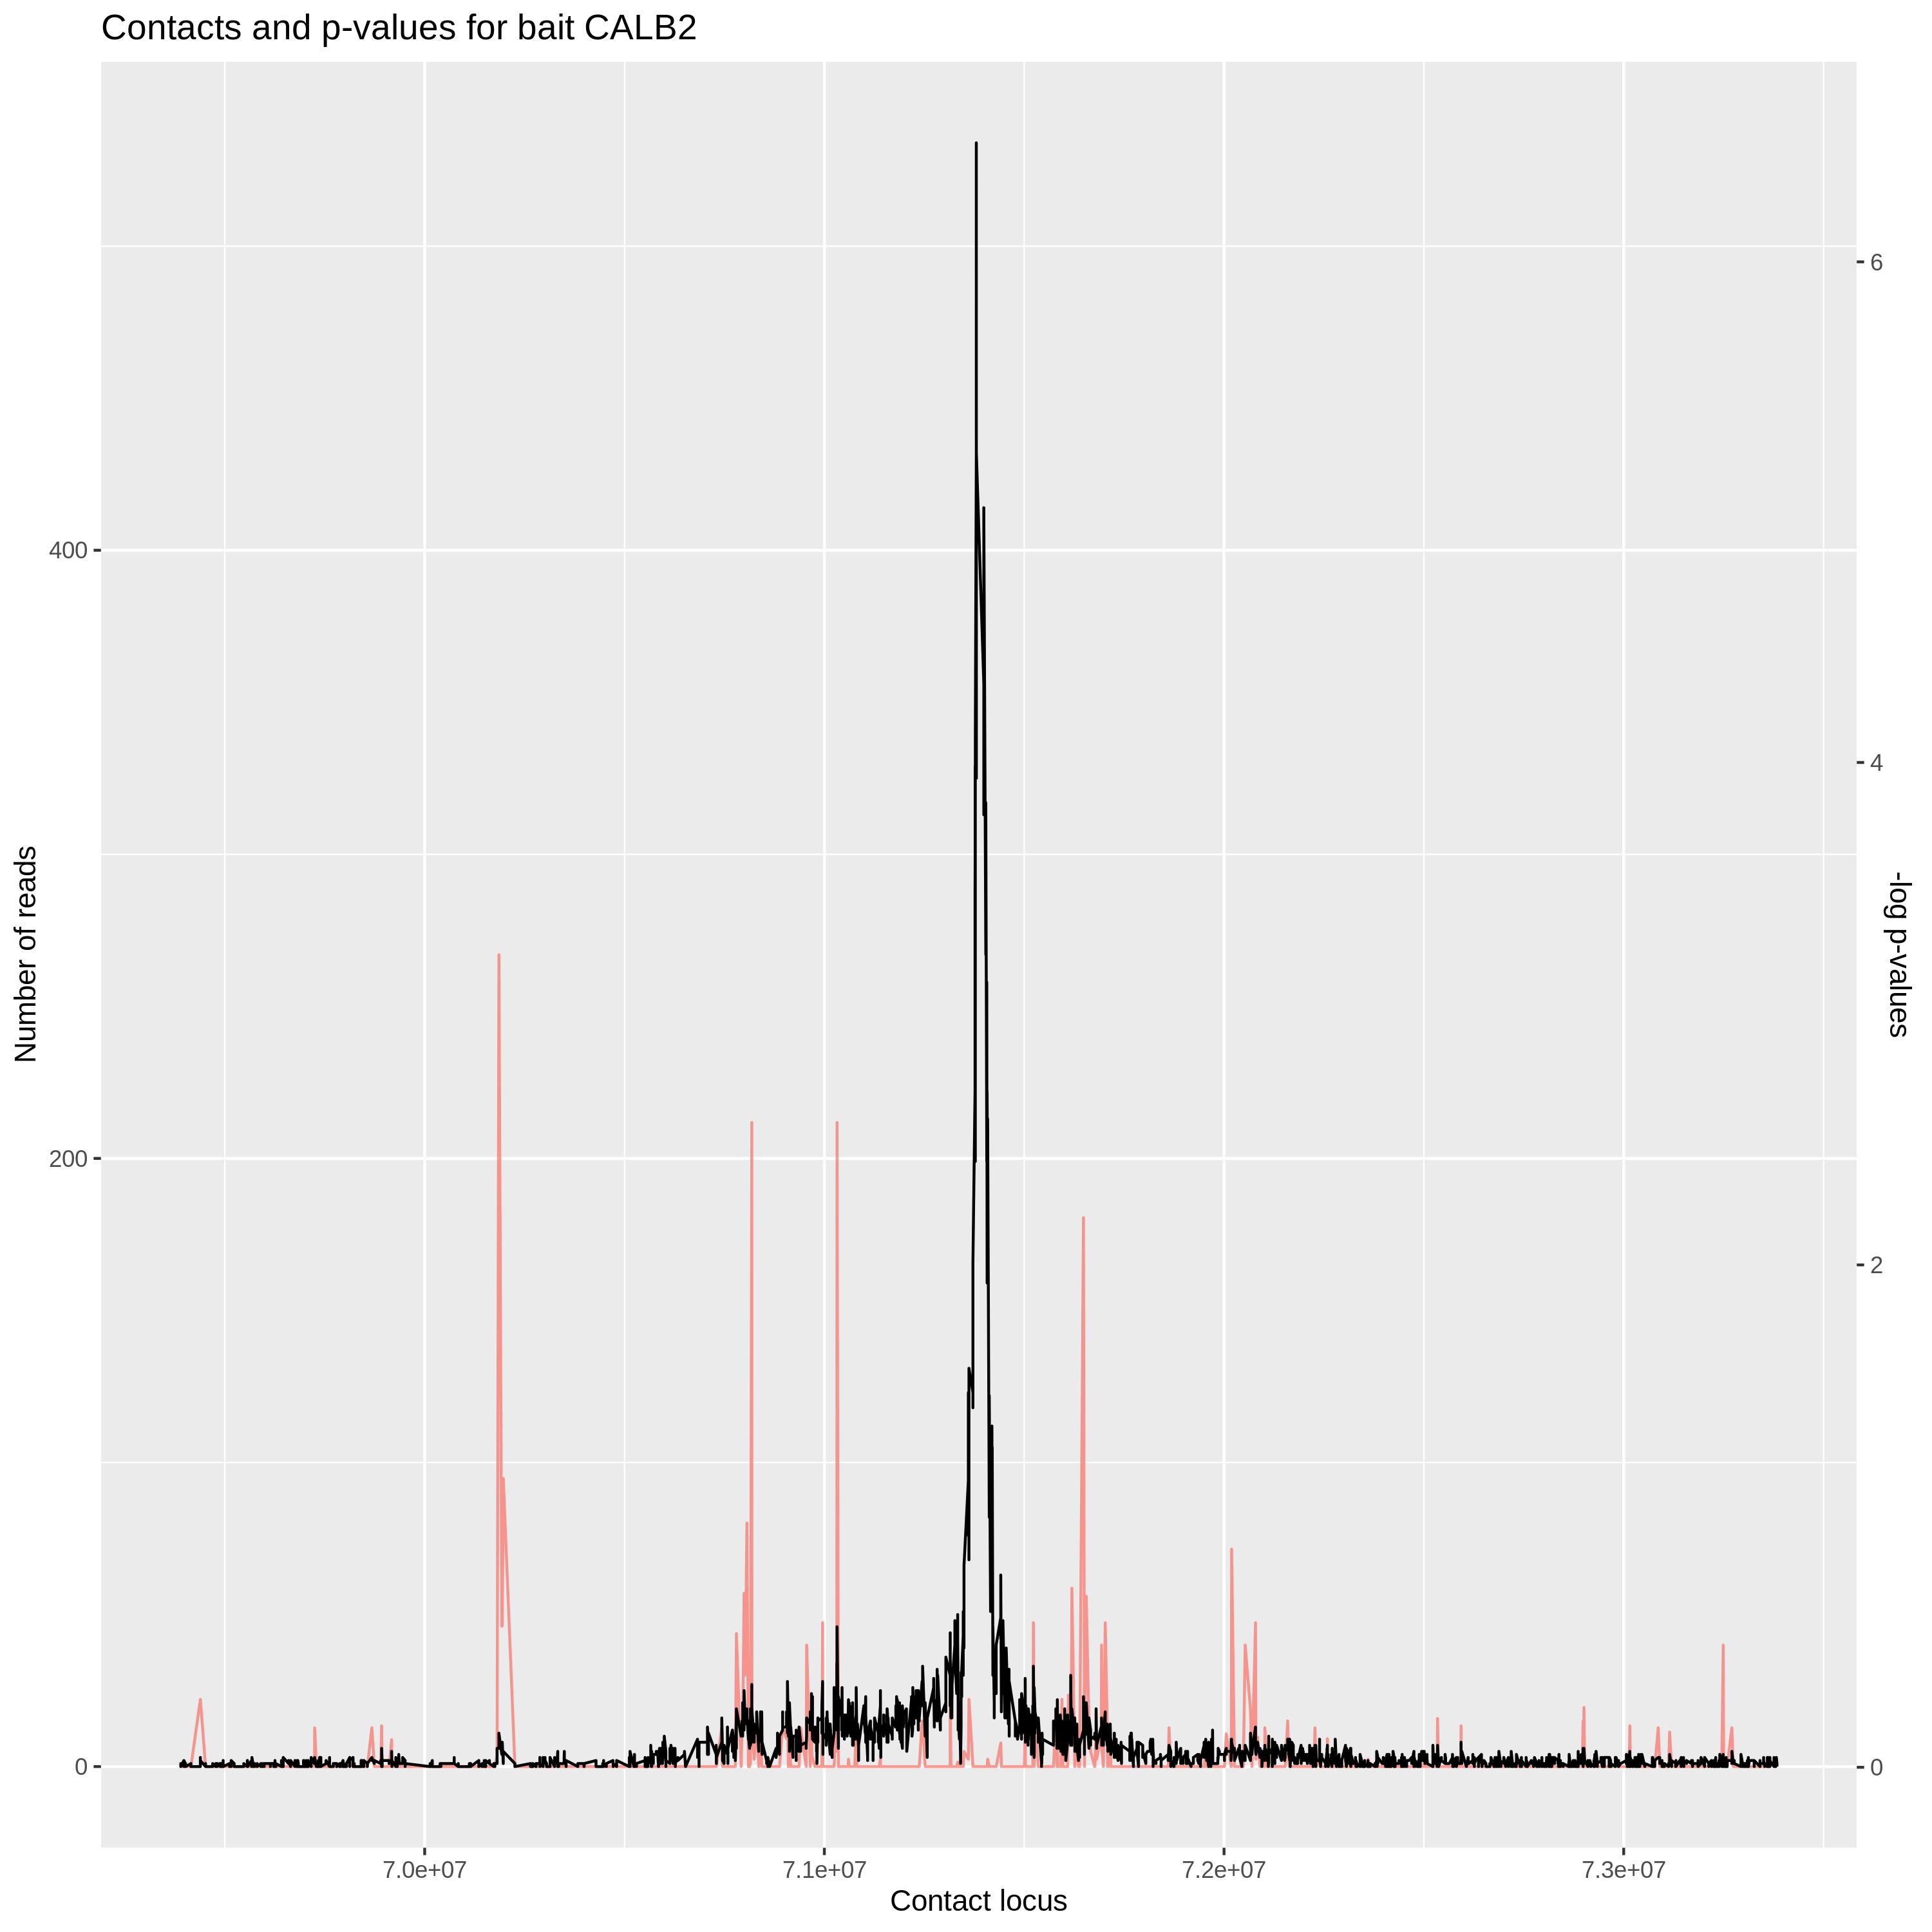 Contacts and p-values for bait CALB2
Number of reads
400
200
0
6
4
2
0
-log p-values
7.0e+07
7.1e+07
7.2e+07
7.3e+07
Contact locus